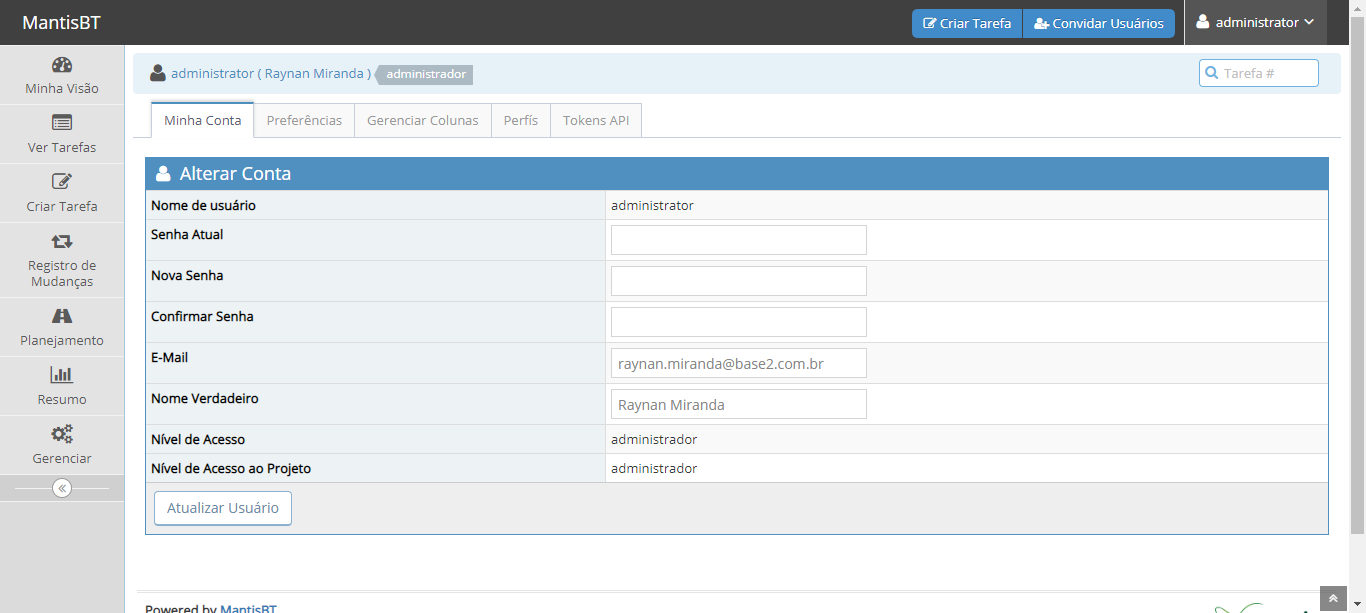 MantisBT
Criar Tarefa
Convidar Usuários
administrator
Minha Visão
Ver Tarefas
Criar Tarefa
Registro de
Mudanças
Planejamento
Resumo
Gerenciar
administrator ( Raynan Miranda )
administrador
Tarefa #
Minha Conta
Preferências
Gerenciar Colunas
Perfís
Tokens API
Alterar Conta
Nome de usuário administrator
Senha Atual
Nova Senha
Confirmar Senha
E-Mail raynan.miranda@base2.com.br
Nome Verdadeiro Raynan Miranda
Nível de Acesso administrador
Nível de Acesso ao Projeto administrador
Atualizar Usuário
Powered by MantisBT